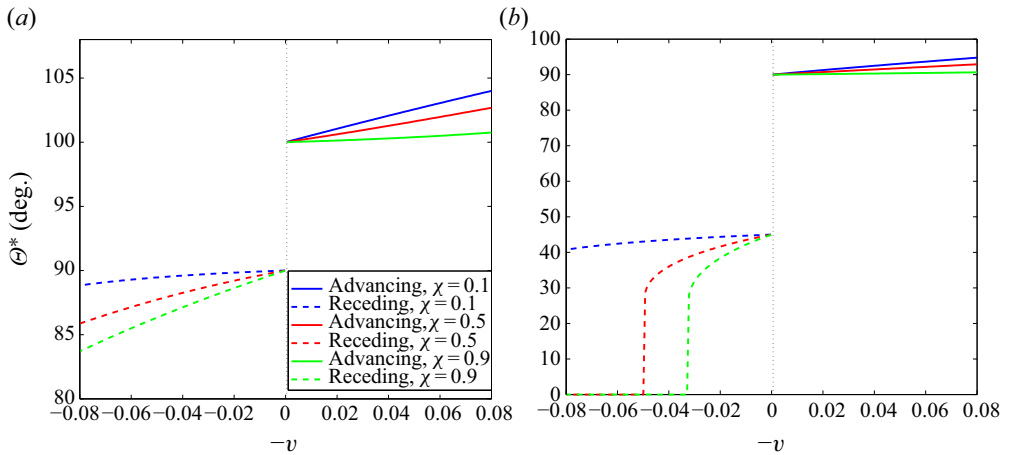 (a)
105
100
95
90
85
80
Θ* (deg.)
−0.08 −0.06 −0.04 −0.02 0 0.02 0.04 0.06 0.08
−v
Advancing, χ = 0.1
Receding, χ = 0.1
Advancing, χ = 0.5
Receding, χ = 0.5
Advancing, χ = 0.9
Receding, χ = 0.9
(b)
100
90
80
70
60
50
40
30
20
10
0
−0.08 −0.06 −0.04 −0.02 0 0.02 0.04 0.06 0.08
−v